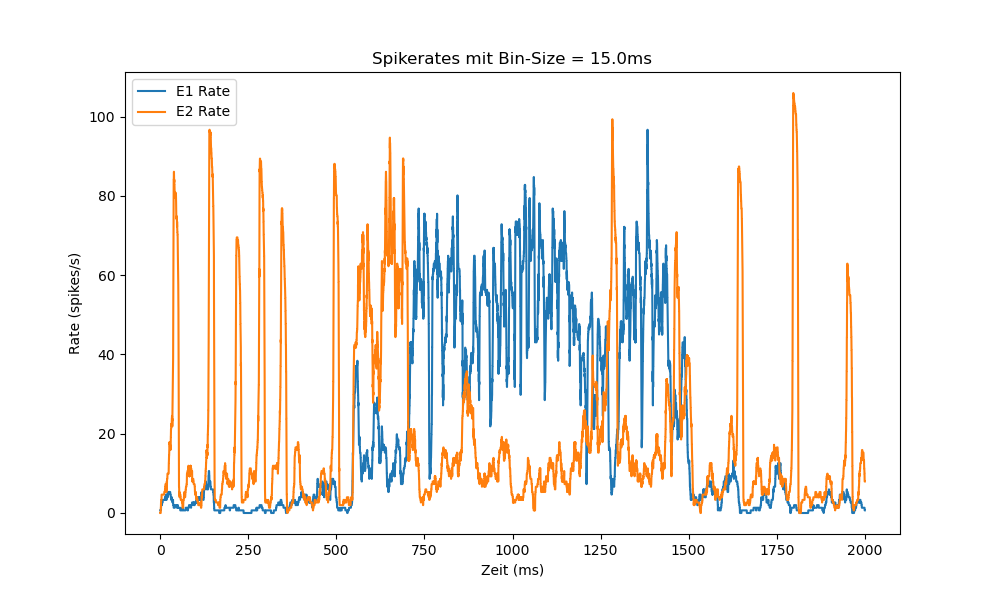 Spikerates mit Bin-Size = 15.0ms
E1 Rate
E2 Rate
100
80
60
40
20
0
Rate (spikes/s)
0 250 500 750 1000 1250 1500 1750 2000
Zeit (ms)